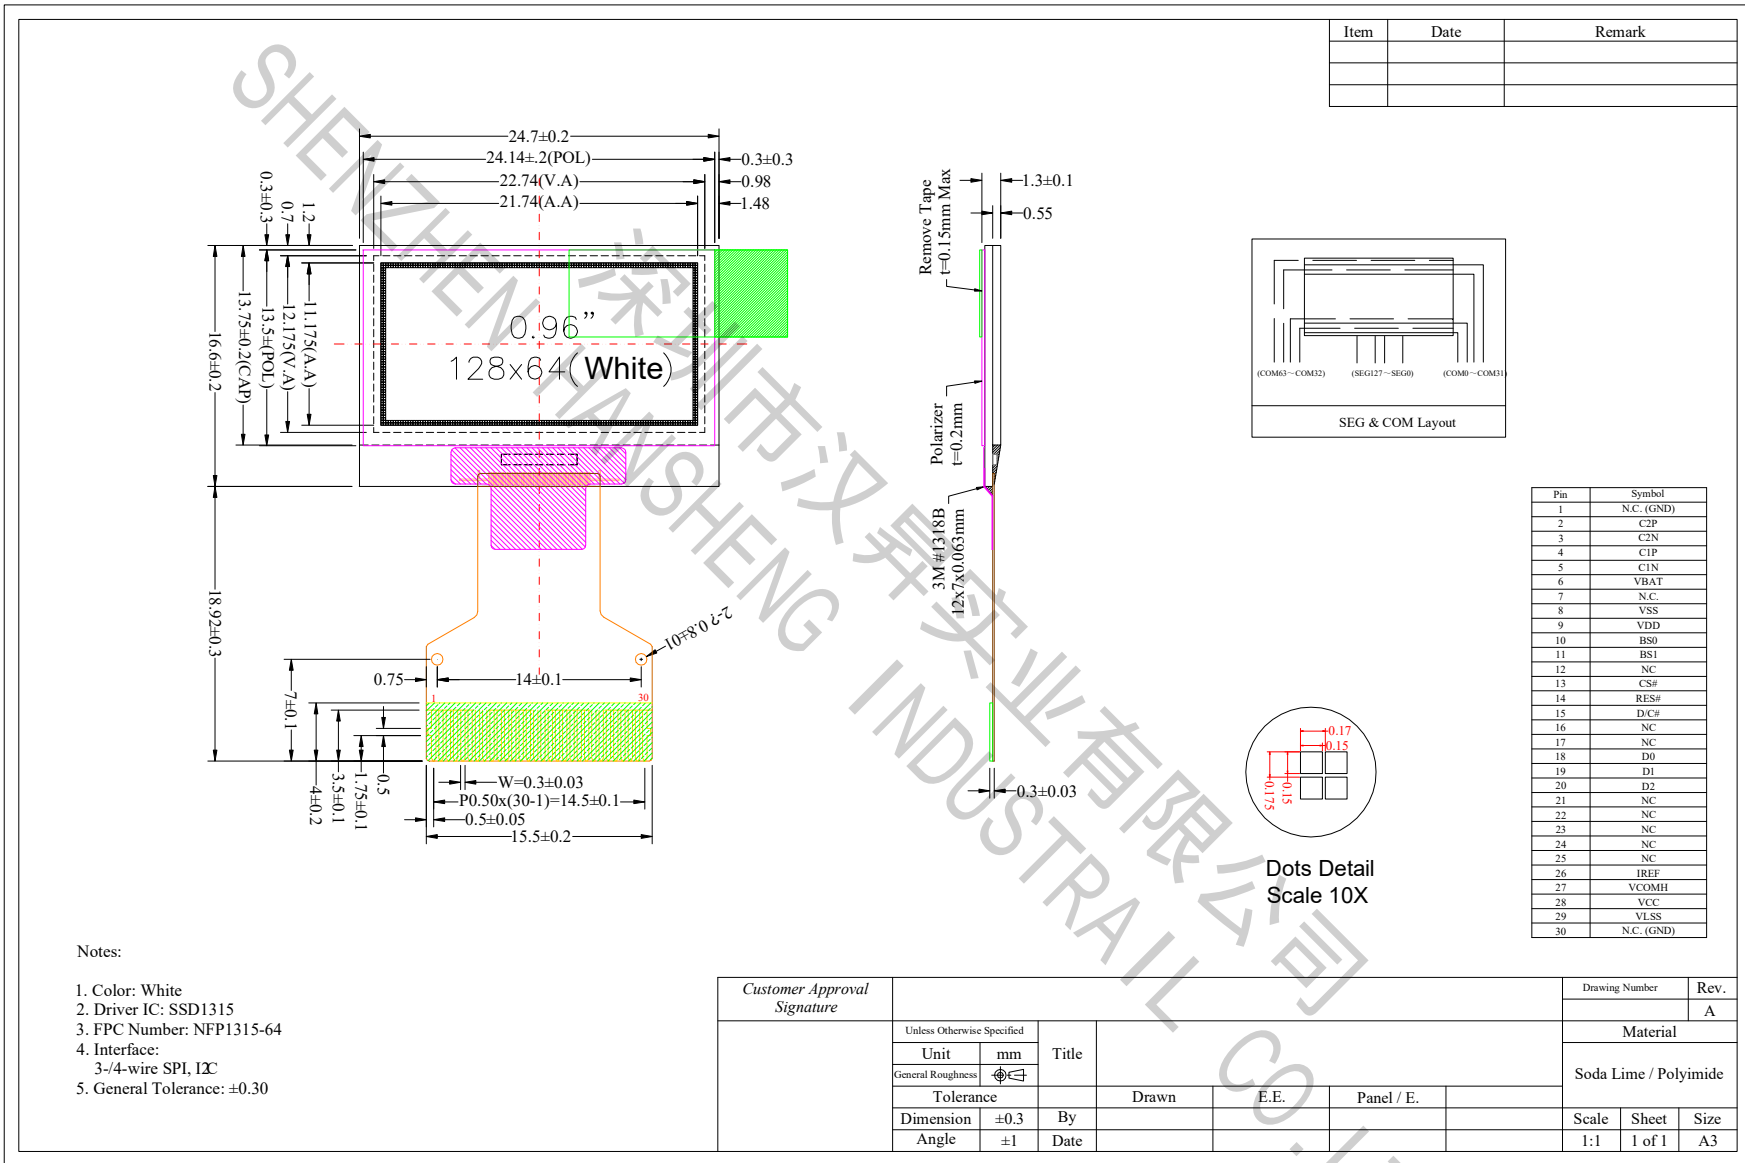 Item Date Remark
24.7±0.2
24.14±.2(POL)
0.3±0.3
22.74(V.A)
0.98
21.74(A.A)
1.48
0.3±0.3
0.7
1.2
16.6±0.2
13.75±0.2(CAP)
13.5±(POL)
12.175(V.A)
11.175(A.A)
0.96”
128x64(White)
18.92±0.3
2-?0.8±01
0.75
14±0.1
7±0.1
1
30
4±0.2
3.5±0.1
1.75±0.1
0.5
W=0.3±0.03
P0.50x(30-1)=14.5±0.1
0.5±0.05
15.5±0.2
1.3±0.1
0.55
Remove Tape
t=0.15mm Max
Polarizer
t=0.2mm
3M #1318B
12x7x0.063mm
0.3±0.03
(COM63～COM32)
(SEG127～SEG0)
(COM0～COM31)
SEG & COM Layout
0.17
0.15
0.175
0.15
Dots Detail
Scale 10X
Pin Symbol
1 N.C. (GND)
2 C2P
3 C2N
4 C1P
5 C1N
6 VBAT
7 N.C.
8 VSS
9 VDD
10 BS0
11 BS1
12 NC
13 CS#
14 RES#
15 D/C#
16 NC
17 NC
18 D0
19 D1
20 D2
21 NC
22 NC
23 NC
24 NC
25 NC
26 IREF
27 VCOMH
28 VCC
29 VLSS
30 N.C. (GND)
Notes:
1. Color: White
2. Driver IC: SSD1315
3. FPC Number: NFP1315-64
4. Interface:
3-/4-wire SPI, I2C
5. General Tolerance: ±0.30
Customer Approval
Signature
Unless Otherwise Specified
Unit mm
General Roughness
Tolerance
Dimension ±0.3
Angle ±1
Title
By
Date
Drawn E.E. Panel / E.
Drawing Number Rev.
A
Material
Soda Lime / Polyimide
Scale Sheet Size
1:1 1 of 1 A3
深圳市汉昇实业有限公司
SHENZHEN HANSHENG INDUSTRAIL CO.